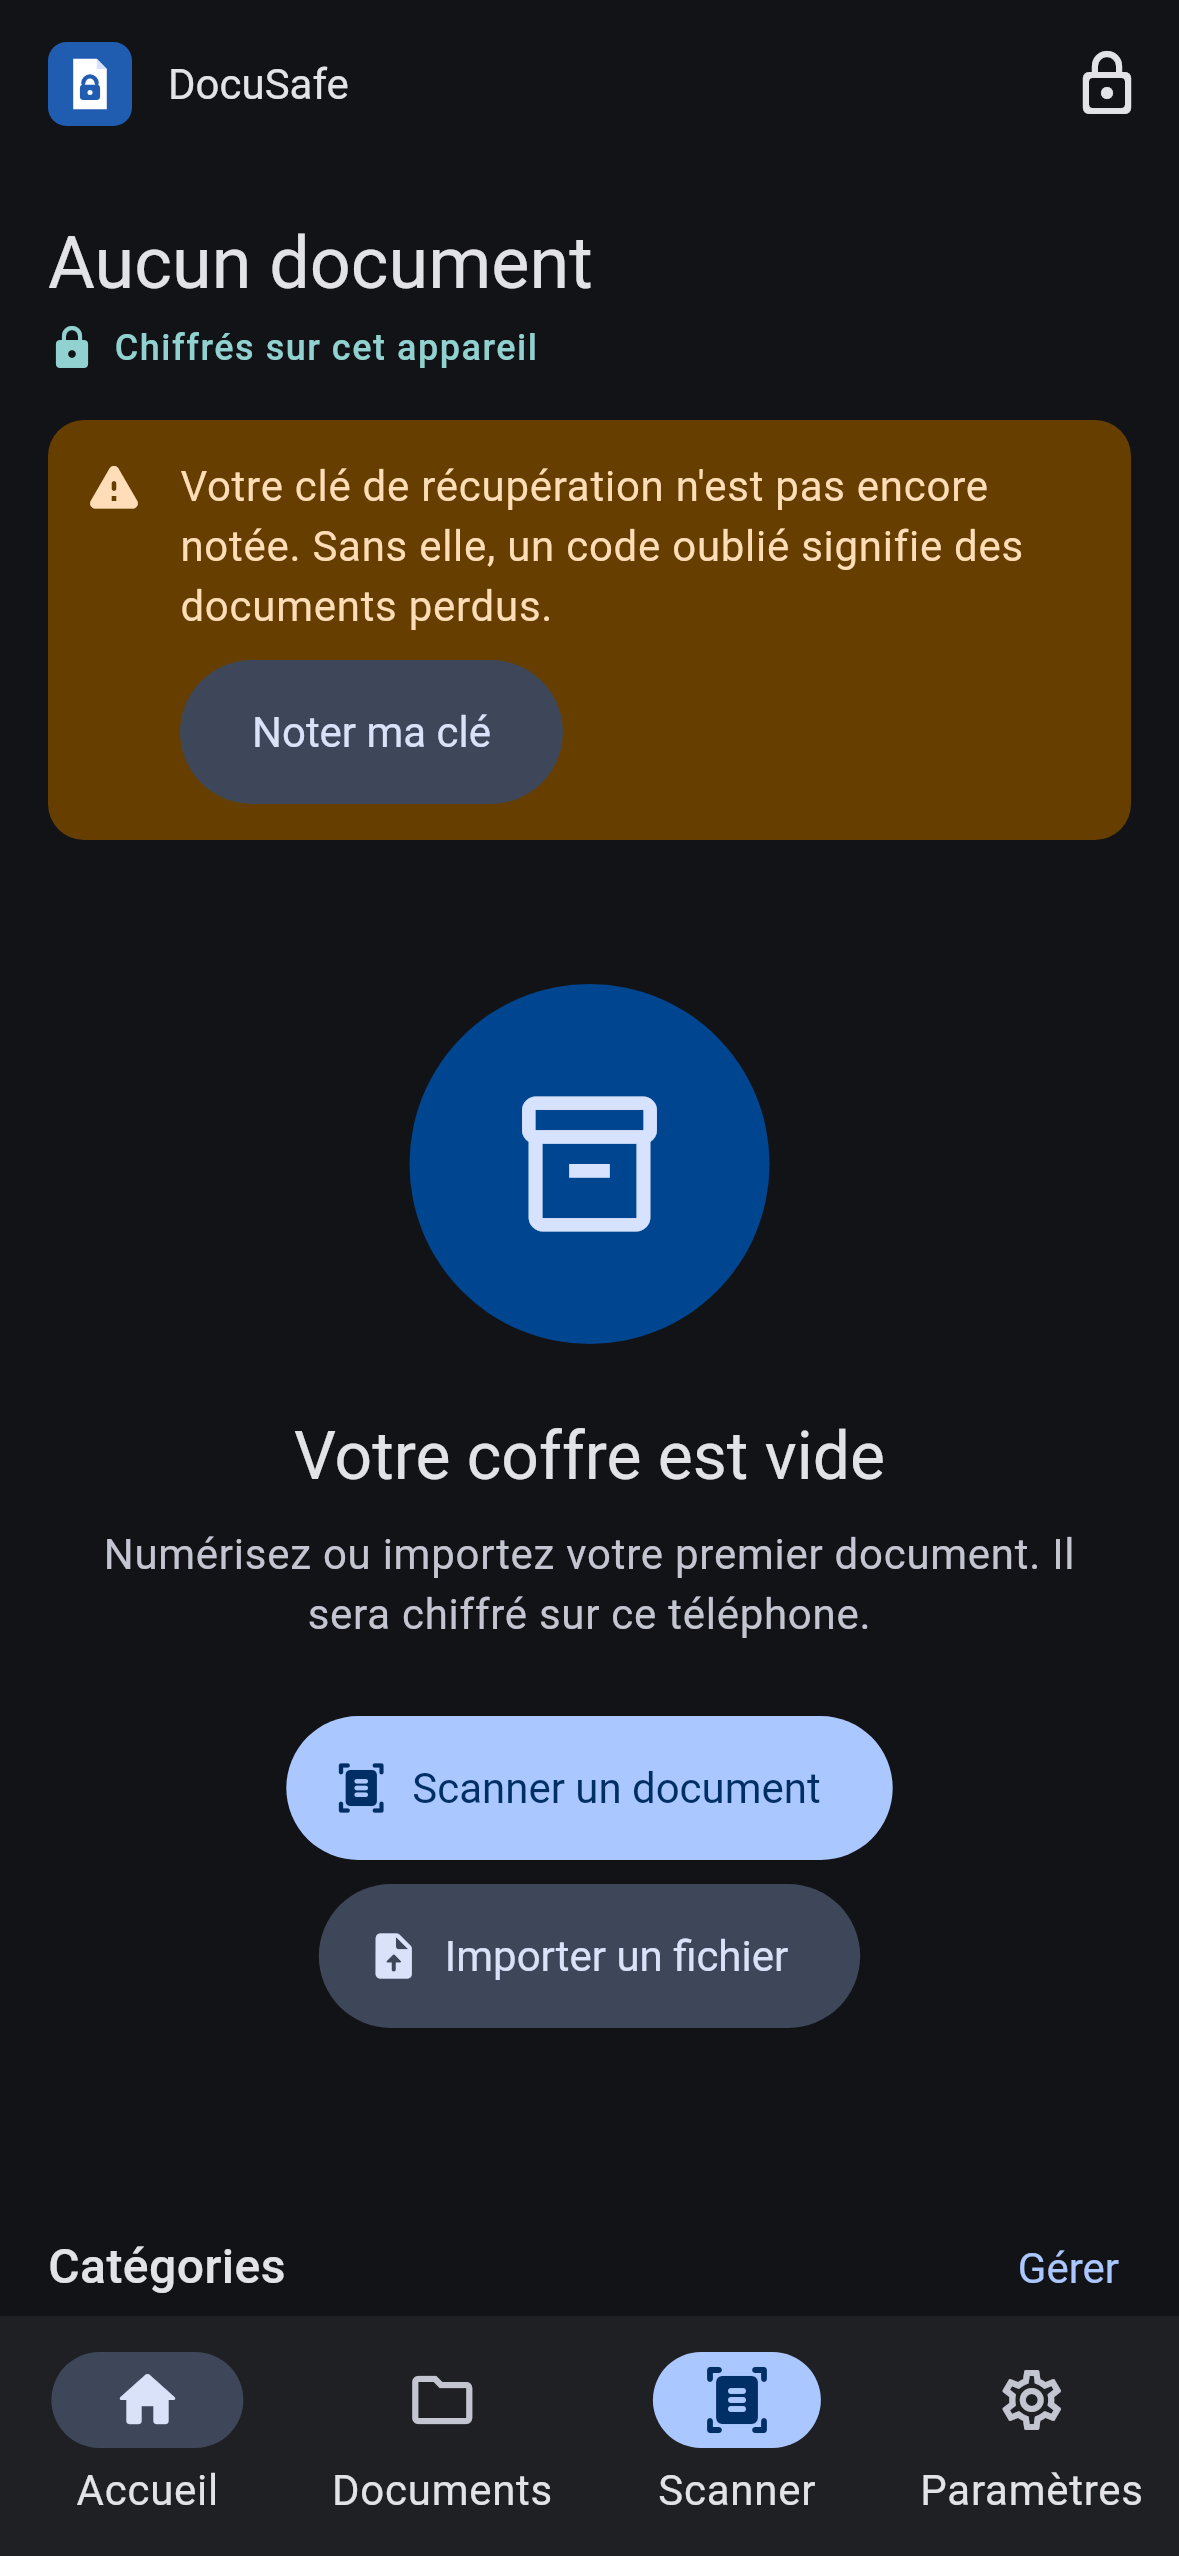 DocuSafe
Aucun document
Chiffrés sur cet appareil
Votre clé de récupération n'est pas encore
notée. Sans elle, un code oublié signifie des
documents perdus.
Noter ma clé
Votre coffre est vide
Numérisez ou importez votre premier document. Il
sera chiffré sur ce téléphone.
Scanner un document
Importer un fichier
Catégories
Gérer
Accueil
Documents
Scanner
Paramètres